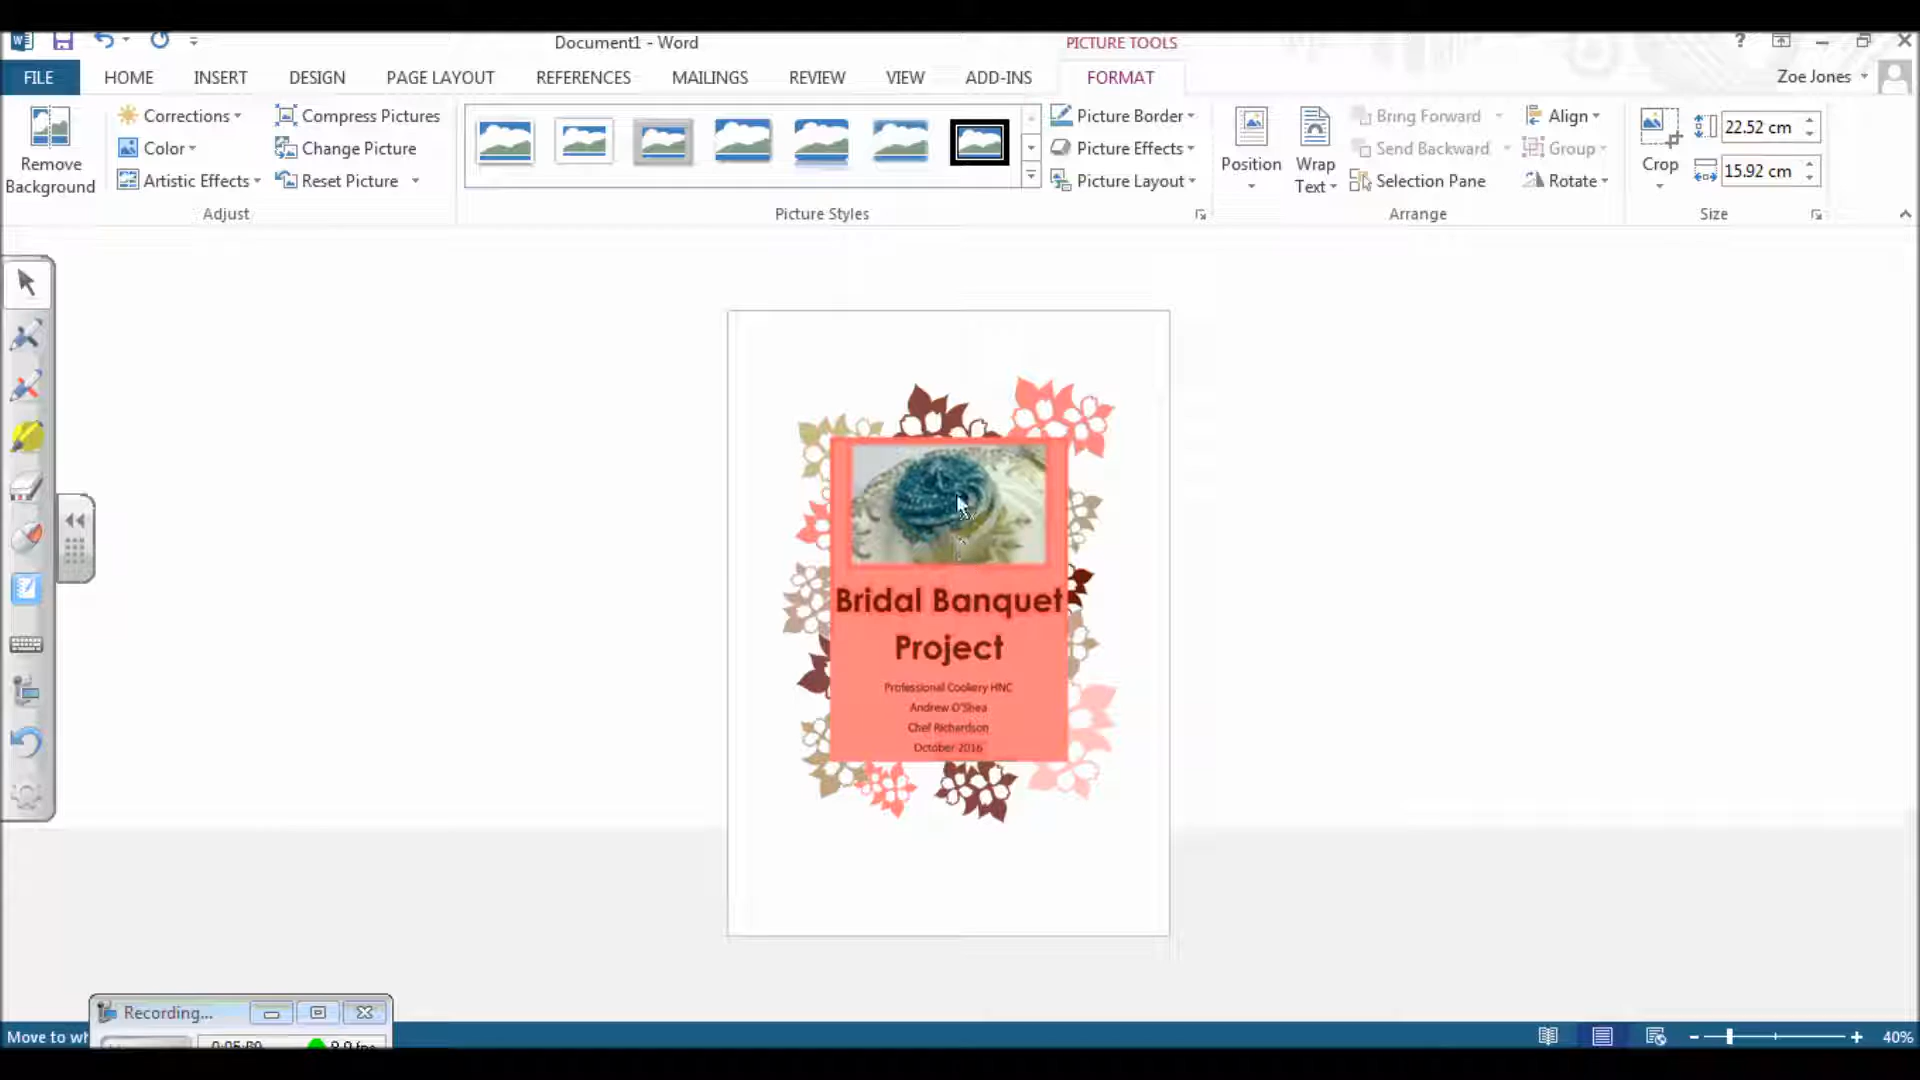 Document1 - Word
PICTURE TOOLS
?
FILE HOME INSERT DESIGN PAGE LAYOUT REFERENCES MAILINGS REVIEW VIEW ADD-INS FORMAT
Zoe Jones
Remove Background
Corrections
Color
Artistic Effects
Compress Pictures
Change Picture
Reset Picture
Adjust
Picture Styles
Picture Border
Picture Effects
Picture Layout
Position
Wrap Text
Bring Forward
Send Backward
Selection Pane
Align
Group
Rotate
Arrange
Crop
22.52 cm
15.92 cm
Size
Bridal Banquet
Project
Professional Cookery HNC
Andrew O'Shea
Chef Richardson
October 2016
Recording...
Move to wh
40%